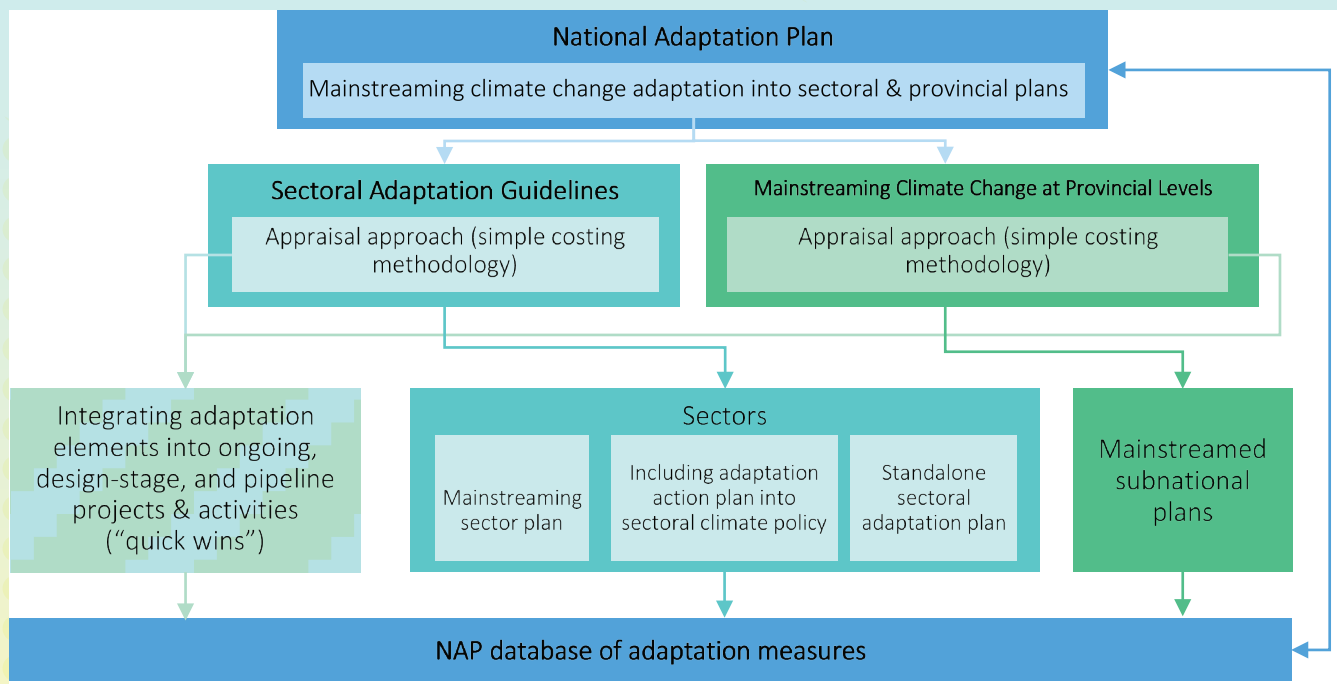 National Adaptation Plan
Mainstreaming climate change adaptation into sectoral & provincial plans
Sectoral Adaptation Guidelines
Appraisal approach (simple costing
methodology)
Mainstreaming Climate Change at Provincial Levels
Appraisal approach (simple costing
methodology)
Integrating adaptation
elements into ongoing,
design-stage, and pipeline
projects & activities
(“quick wins”)
Sectors
Mainstreaming
sector plan
Including adaptation
action plan into
sectoral climate policy
Standalone
sectoral
adaptation plan
Mainstreamed
subnational
plans
NAP database of adaptation measures